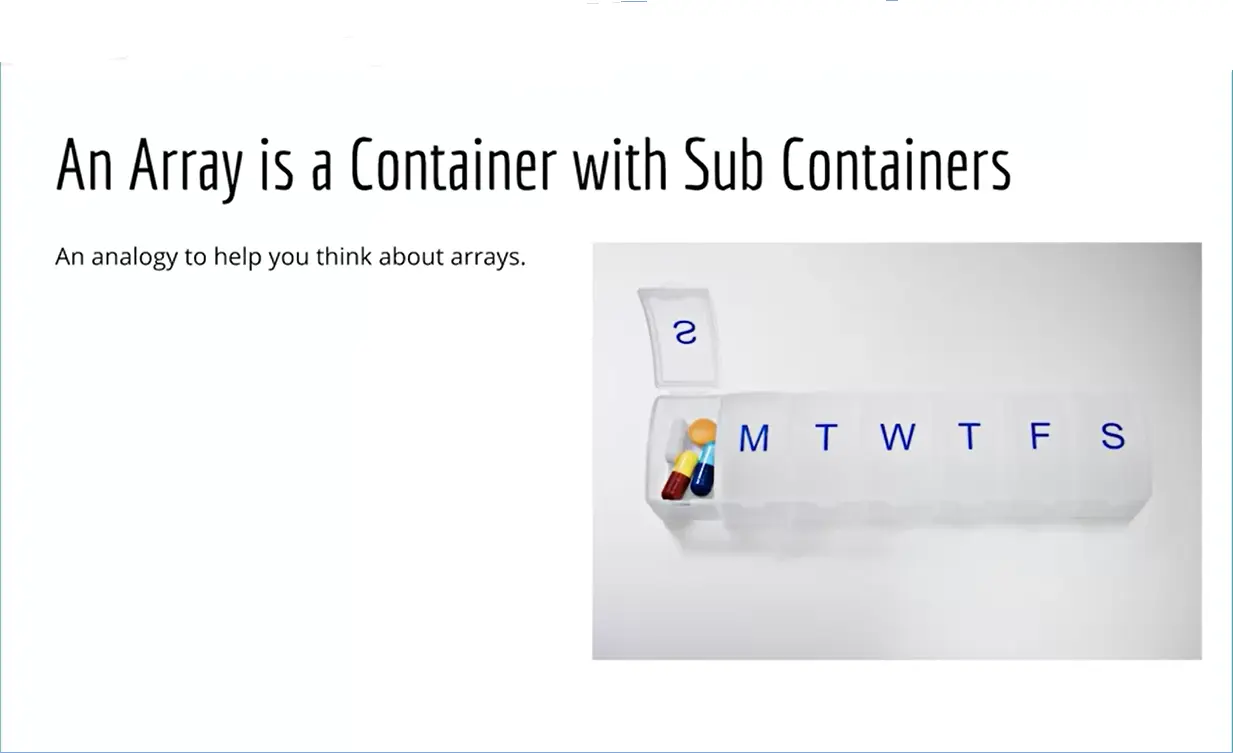 An Array is a Container with Sub Containers
An analogy to help you think about arrays.
S
M T W T F S